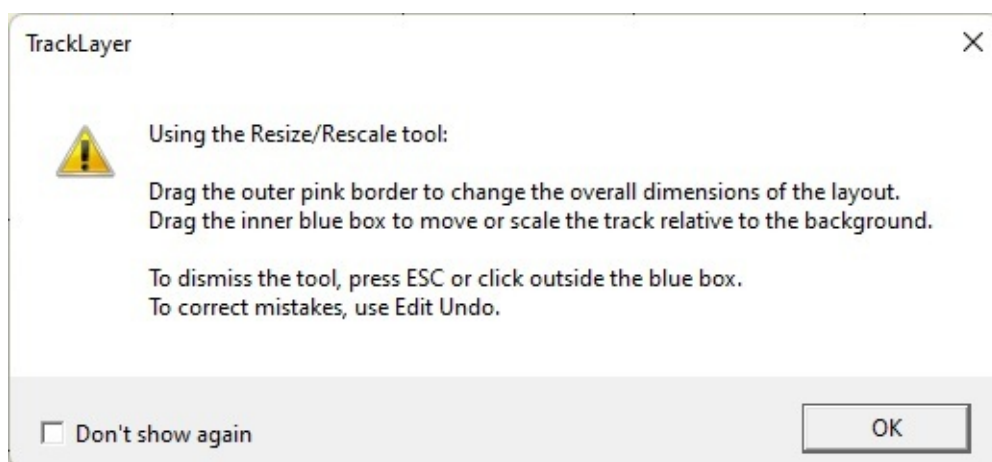 TrackLayer
Using the Resize/Rescale tool:
Drag the outer pink border to change the overall dimensions of the layout.
Drag the inner blue box to move or scale the track relative to the background.
To dismiss the tool, press ESC or click outside the blue box.
To correct mistakes, use Edit Undo.
Don't show again
OK